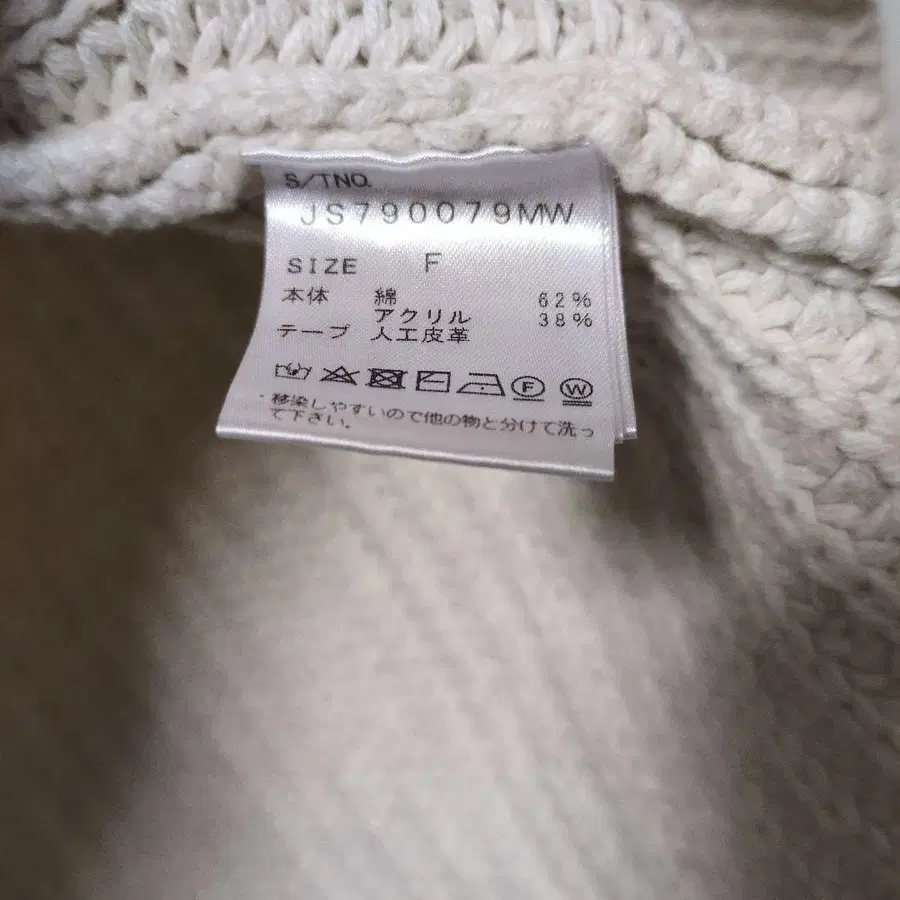 S/TNO.
JS790079MW
SIZE F
本体 綿 62%
アクリル 38%
テープ 人工皮革
F W
・移染しやすいので他の物と分けて洗っ
て下さい。